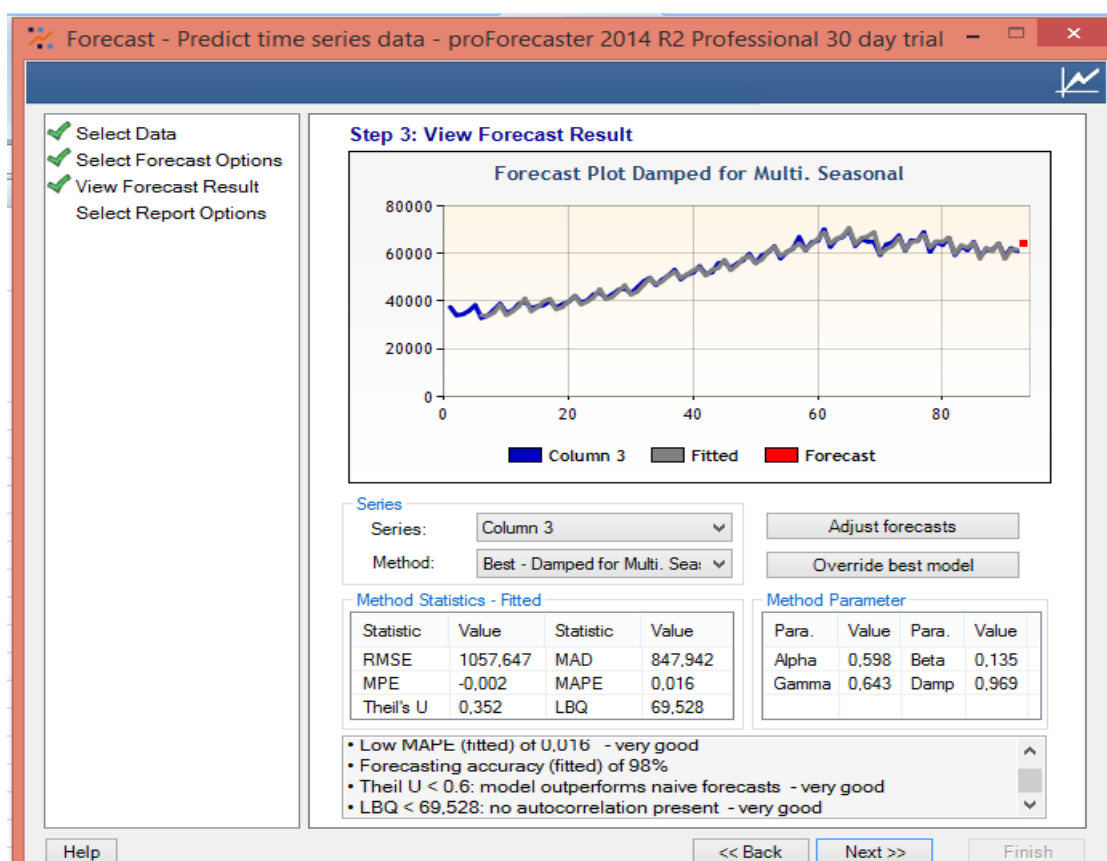 Forecast - Predict time series data - proForecaster 2014 R2 Professional 30 day trial
Select Data
Select Forecast Options
View Forecast Result
Select Report Options
Step 3: View Forecast Result
Forecast Plot Damped for Multi. Seasonal
80000
60000
40000
20000
0
0 20 40 60 80
Column 3 Fitted Forecast
Series
Series: Column 3
Method: Best - Damped for Multi. Sea
Adjust forecasts
Override best model
Method Statistics - Fitted
Statistic Value Statistic Value
RMSE 1057,647 MAD 847,942
MPE -0,002 MAPE 0,016
Theil's U 0,352 LBQ 69,528
Method Parameter
Para. Value Para. Value
Alpha 0,598 Beta 0,135
Gamma 0,643 Damp 0,969
• Low MAPE (fitted) of 0,016 - very good
• Forecasting accuracy (fitted) of 98%
• Theil U < 0.6: model outperforms naive forecasts - very good
• LBQ < 69,528: no autocorrelation present - very good
Help
<< Back Next >> Finish